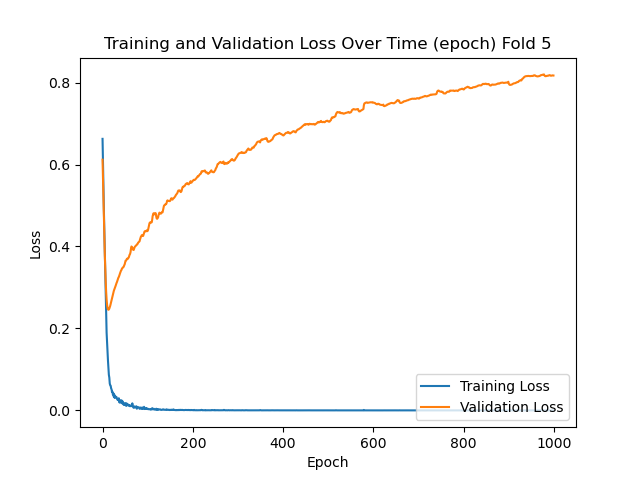 Training and Validation Loss Over Time (epoch) Fold 5
Loss
0.8
0.6
0.4
0.2
0.0
Training Loss
Validation Loss
0 200 400 600 800 1000
Epoch